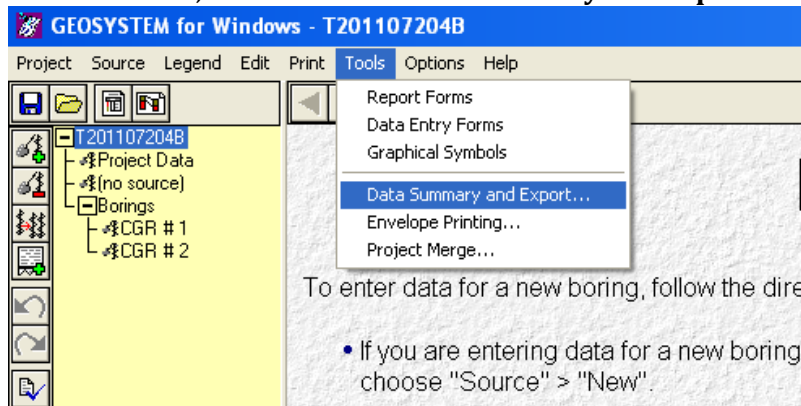 GEOSYSTEM for Windows - T201107204B
Project Source Legend Edit Print Tools Options Help
Report Forms
Data Entry Forms
Graphical Symbols
Data Summary and Export...
Envelope Printing...
Project Merge...
T201107204B
Project Data
(no source)
Borings
CGR # 1
CGR # 2
To enter data for a new boring, follow the dire
• If you are entering data for a new boring
choose "Source" > "New".